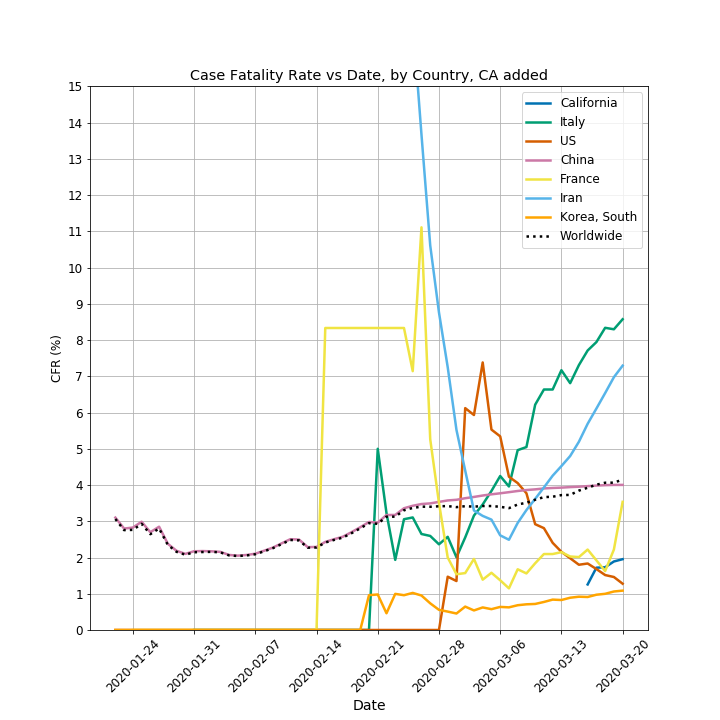 Case Fatality Rate vs Date, by Country, CA added
15
14
13
12
11
10
9
8
7
6
5
4
3
2
1
0
CFR (%)
California
Italy
US
China
France
Iran
Korea, South
Worldwide
2020-01-24
2020-01-31
2020-02-07
2020-02-14
2020-02-21
2020-02-28
2020-03-06
2020-03-13
2020-03-20
Date